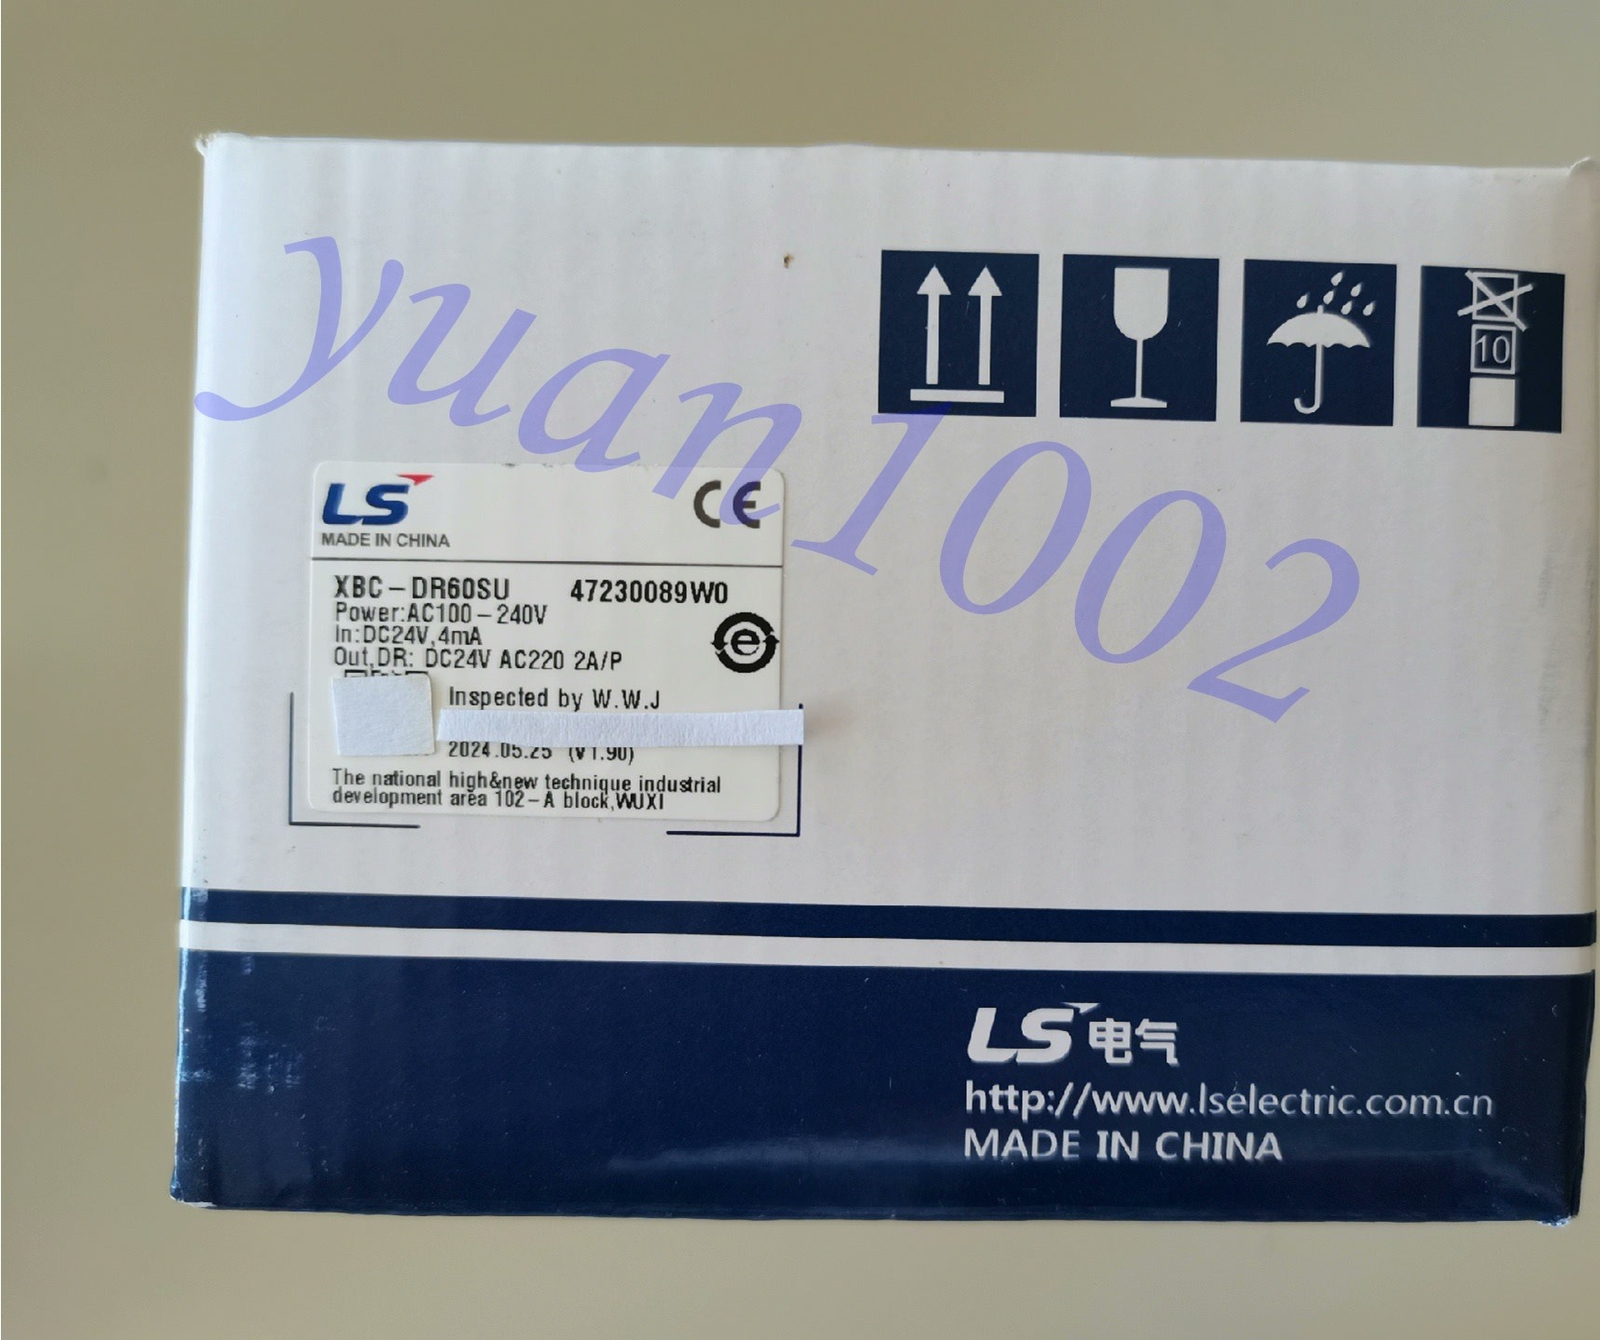 yuan1002
10
LS
CE
MADE IN CHINA
XBC-DR60SU 47230089W0
Power:AC100-240V
In:DC24V,4mA
Out,DR: DC24V AC220 2A/P
e
Inspected by W.W.J
2024.05.25 (V1.90)
The national high&new technique industrial
development area 102-A block,WUXI
LS电气
http://www.lselectric.com.cn
MADE IN CHINA